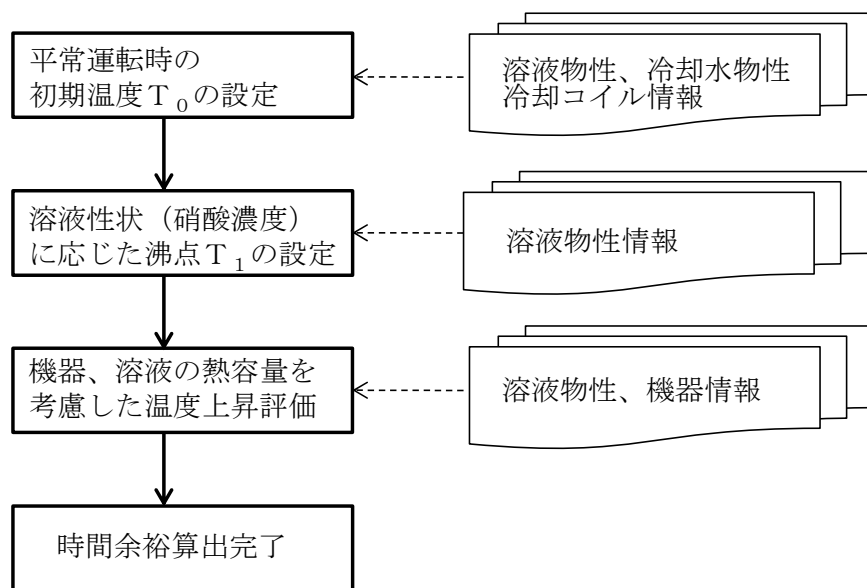 平常運転時の
初期温度T₀の設定
溶液物性、冷却水物性
冷却コイル情報
溶液性状（硝酸濃度）
に応じた沸点T₁の設定
溶液物性情報
機器、溶液の熱容量を
考慮した温度上昇評価
溶液物性、機器情報
時間余裕算出完了